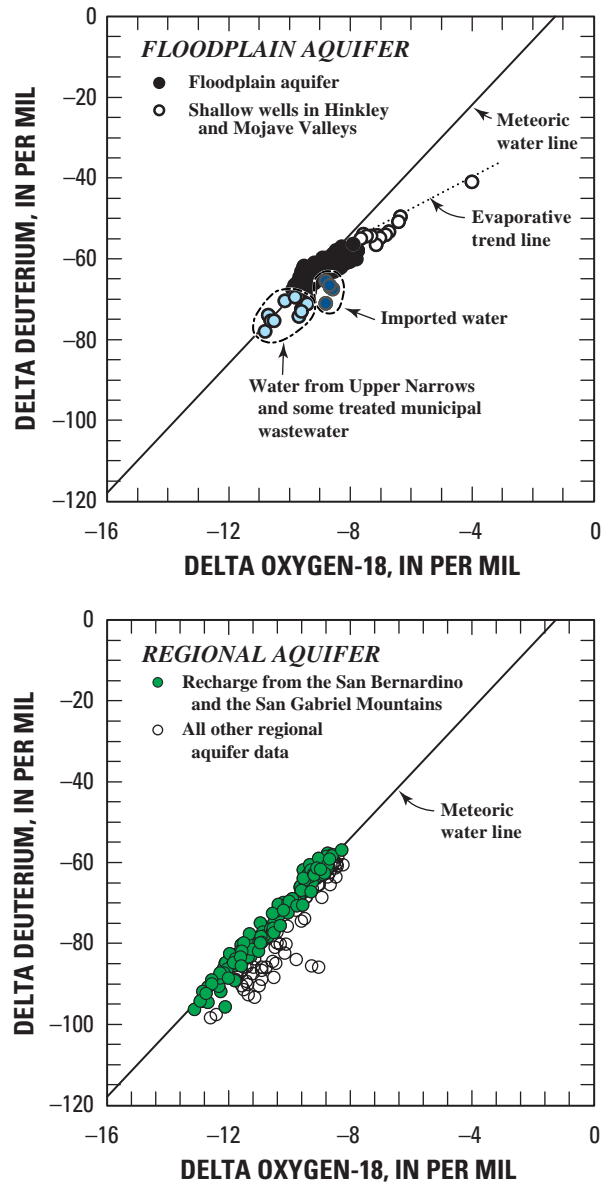 FLOODPLAIN AQUIFER
Floodplain aquifer
Shallow wells in Hinkley
and Mojave Valleys
Meteoric
water line
Evaporative
trend line
Imported water
Water from Upper Narrows
and some treated municipal
wastewater
DELTA DEUTERIUM, IN PER MIL
0
–20
–40
–60
–80
–100
–120
–16
–12
–8
–4
0
DELTA OXYGEN-18, IN PER MIL
REGIONAL AQUIFER
Recharge from the San Bernardino
and the San Gabriel Mountains
All other regional
aquifer data
Meteoric
water line
DELTA DEUTERIUM, IN PER MIL
0
–20
–40
–60
–80
–100
–120
–16
–12
–8
–4
0
DELTA OXYGEN-18, IN PER MIL